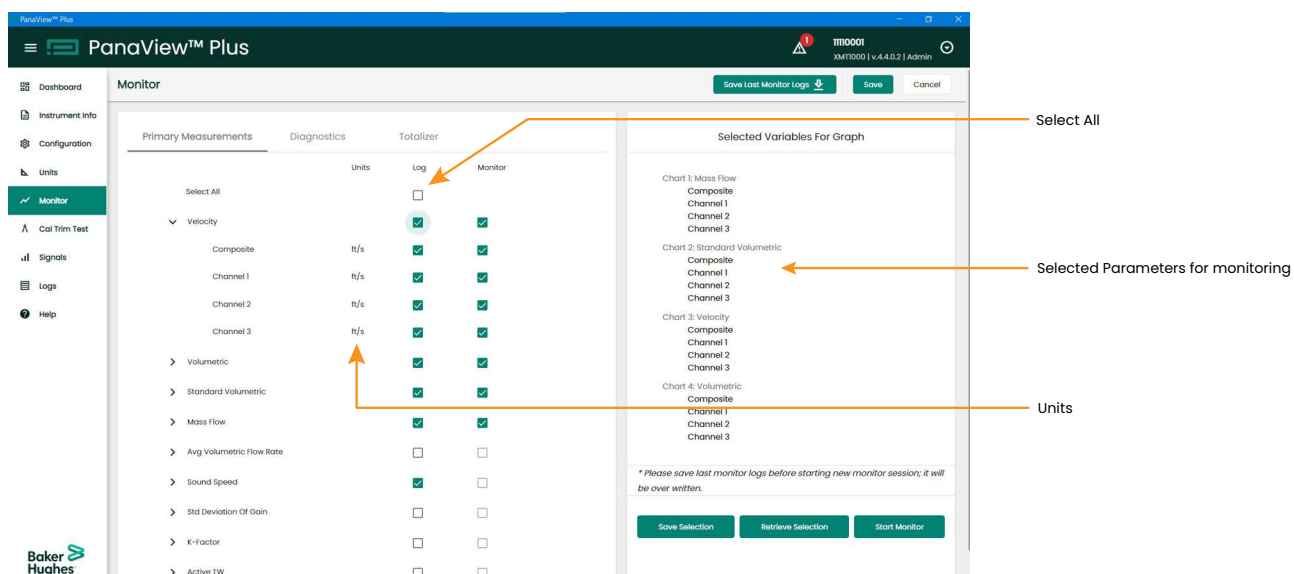 PanaView™ Plus
PanaView™ Plus
1
11110001
XMT1000 | v.4.4.0.2 | Admin
Dashboard
Instrument Info
Configuration
Units
Monitor
Cal Trim Test
Signals
Logs
Help
Baker
Hughes
Monitor
Save Last Monitor Logs
Save
Cancel
Primary Measurements Diagnostics Totalizer
Units Log Monitor
Select All
Velocity
Composite ft/s
Channel 1 ft/s
Channel 2 ft/s
Channel 3 ft/s
Volumetric
Standard Volumetric
Mass Flow
Avg Volumetric Flow Rate
Sound Speed
Std Deviation Of Gain
K-Factor
Active TW
Selected Variables For Graph
Chart 1: Mass Flow
Composite
Channel 1
Channel 2
Channel 3
Chart 2: Standard Volumetric
Composite
Channel 1
Channel 2
Channel 3
Chart 3: Velocity
Composite
Channel 1
Channel 2
Channel 3
Chart 4: Volumetric
Composite
Channel 1
Channel 2
Channel 3
* Please save last monitor logs before starting new monitor session; it will
be over written.
Save Selection Retrieve Selection Start Monitor
Select All
Selected Parameters for monitoring
Units